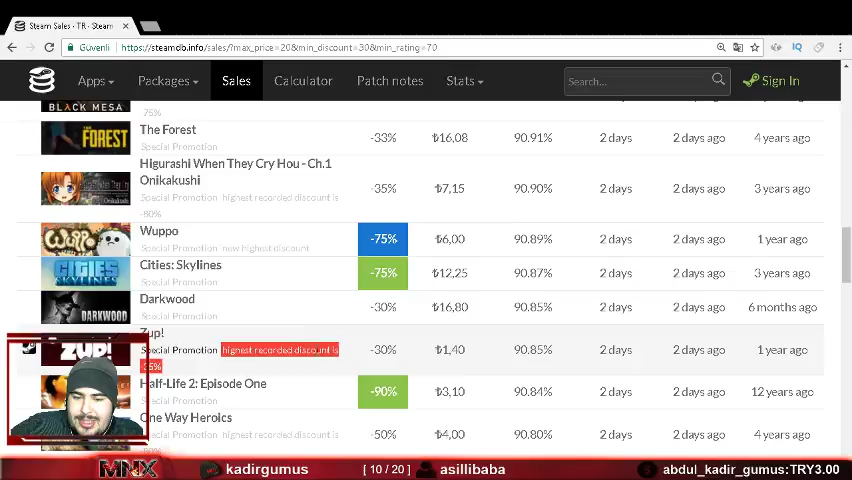 Steam Sales · TR · Steam
Güvenli
https://steamdb.info/sales/?max_price=20&min_discount=30&min_rating=70
Apps
Packages
Sales
Calculator
Patch notes
Stats
Search...
Sign In
BLACK MESA
-75%
THE FOREST
The Forest
Special Promotion
-33% ₺16,08 90.91% 2 days 2 days ago 4 years ago
Higurashi When They Cry Hou - Ch.1
Onikakushi
Special Promotion highest recorded discount is
-80%
-35% ₺7,15 90.90% 2 days 2 days ago 3 years ago
Wuppo
Wuppo
Special Promotion new highest discount
-75% ₺6,00 90.89% 2 days 2 days ago 1 year ago
CITIES SKYLINES
Cities: Skylines
Special Promotion
-75% ₺12,25 90.87% 2 days 2 days ago 3 years ago
DARKWOOD
Darkwood
Special Promotion
-30% ₺16,80 90.85% 2 days 2 days ago 6 months ago
ZUP!
Zup!
Special Promotion highest recorded discount is
-35%
-30% ₺1,40 90.85% 2 days 2 days ago 1 year ago
Half-Life 2: Episode One
Special Promotion
-90% ₺3,10 90.84% 2 days 2 days ago 12 years ago
One Way Heroics
Special Promotion highest recorded discount is
-50% ₺4,00 90.80% 2 days 2 days ago 4 years ago
MNX
kadirgumus
[ 10 / 20 ]
asillibaba
abdul_kadir_gumus:TRY3.00